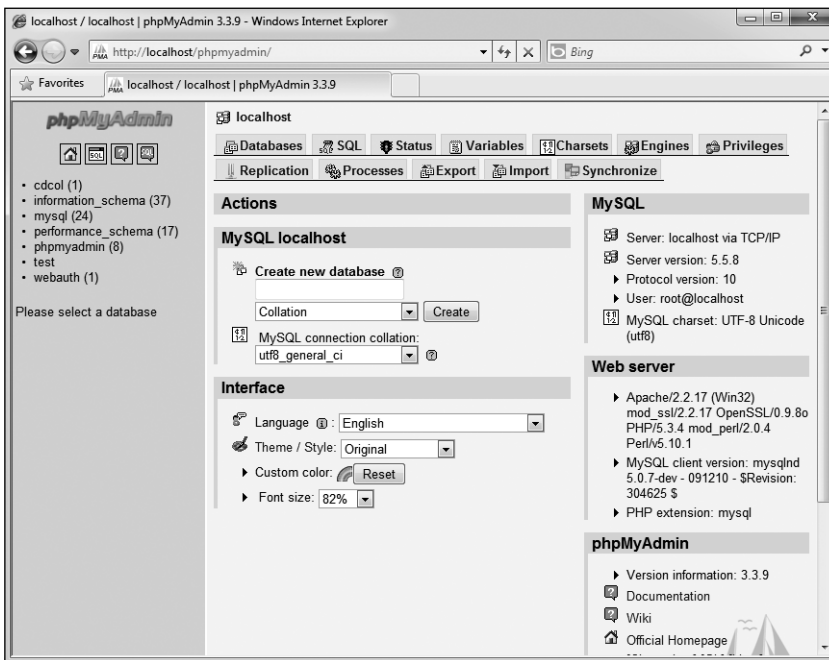 localhost / localhost | phpMyAdmin 3.3.9 - Windows Internet Explorer
http://localhost/phpmyadmin/
Bing
Favorites
localhost / localhost | phpMyAdmin 3.3.9
phpMyAdmin
SQL
cdcol (1)
information_schema (37)
mysql (24)
performance_schema (17)
phpmyadmin (8)
test
webauth (1)
Please select a database
localhost
Databases SQL Status Variables Charsets Engines Privileges
Replication Processes Export Import Synchronize
Actions
MySQL localhost
Create new database
Collation Create
MySQL connection collation:
utf8_general_ci
Interface
Language : English
Theme / Style: Original
Custom color: Reset
Font size: 82%
MySQL
Server: localhost via TCP/IP
Server version: 5.5.8
Protocol version: 10
User: root@localhost
MySQL charset: UTF-8 Unicode
(utf8)
Web server
Apache/2.2.17 (Win32)
mod_ssl/2.2.17 OpenSSL/0.9.8o
PHP/5.3.4 mod_perl/2.0.4
Perl/v5.10.1
MySQL client version: mysqlnd
5.0.7-dev - 091210 - $Revision:
304625 $
PHP extension: mysql
phpMyAdmin
Version information: 3.3.9
Documentation
Wiki
Official Homepage